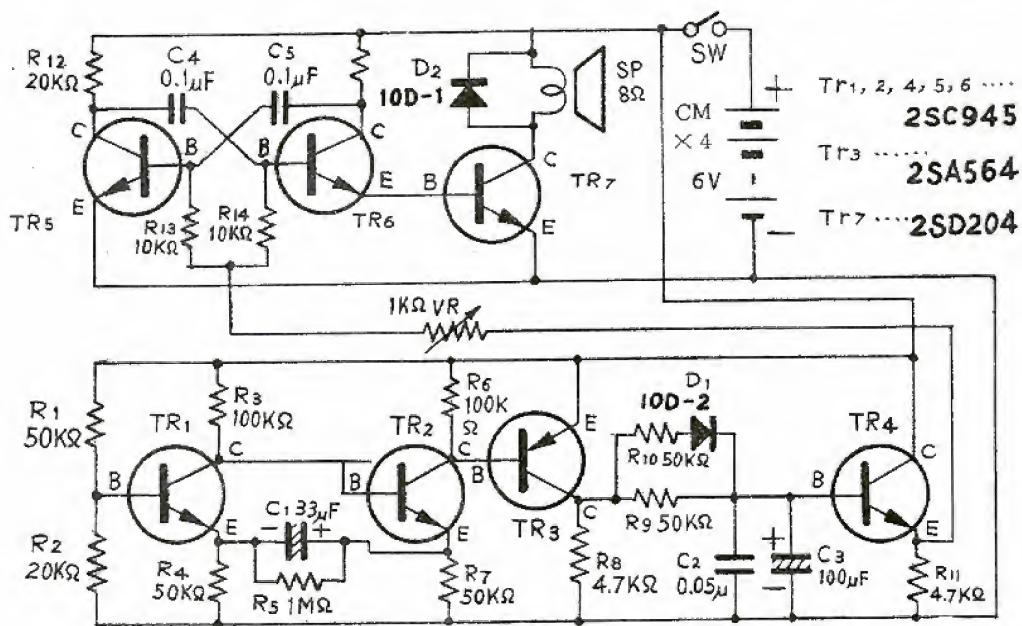 R12
20KΩ
C4
0.1μF
C5
0.1μF
D2
10D-1
SP
8Ω
SW
CM
×4
6V
+
−
Tr1, 2, 4, 5, 6 ‥‥
2SC945
Tr3 ‥‥‥
2SA564
Tr7 ‥‥
2SD204
C
B
E
TR5
C
B
E
TR6
R13
10KΩ
R14
10KΩ
B
C
E
TR7
1KΩ VR
R1
50KΩ
R2
20KΩ
R3
100KΩ
TR1
B
C
E
R4
50KΩ
C1 33μF
− +
R5 1MΩ
R6
100K
Ω
TR2
B
C
E
R7
50KΩ
B
E
C
TR3
R8
4.7KΩ
D1
10D-2
R10 50KΩ
R9 50KΩ
C2
0.05μ
+
−
C3
100μF
TR4
B
C
E
R11
4.7KΩ